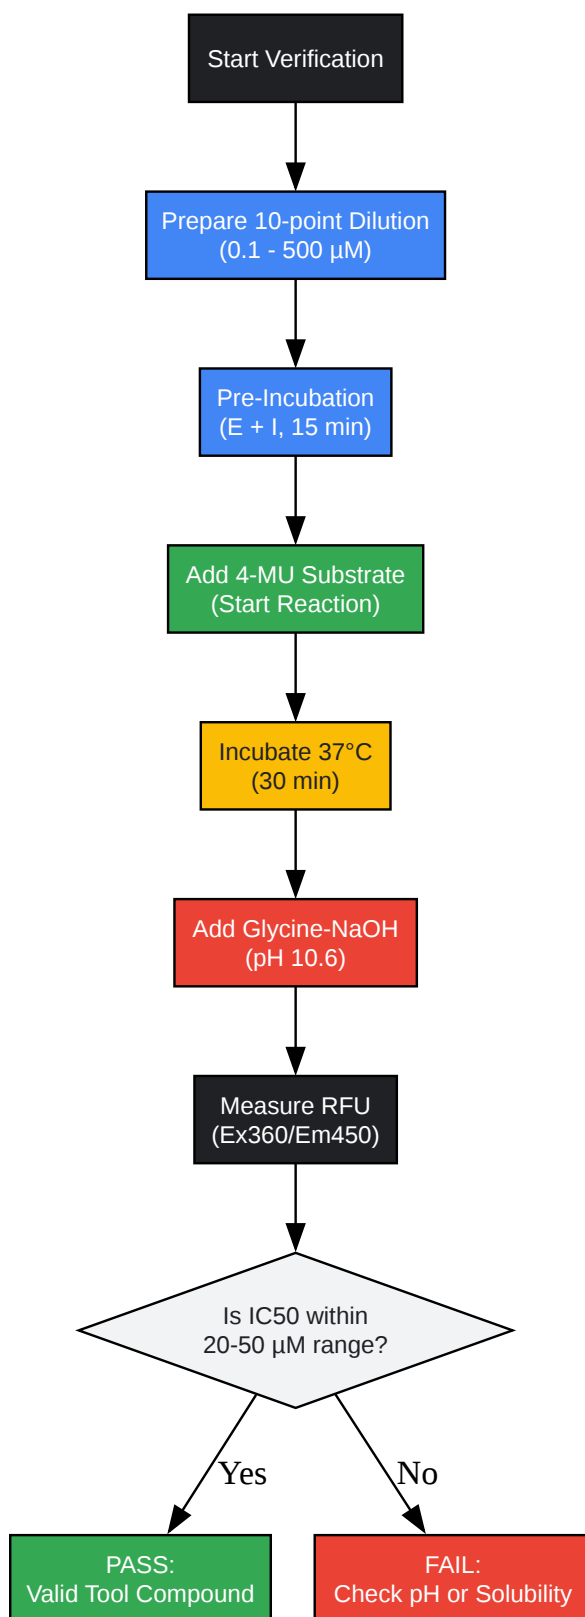 Start Verification
Prepare 10-point Dilution
(0.1 - 500 µM)
Pre-Incubation
(E + I, 15 min)
Add 4-MU Substrate
(Start Reaction)
Incubate 37°C
(30 min)
Add Glycine-NaOH
(pH 10.6)
Measure RFU
(Ex360/Em450)
Is IC50 within
20-50 µM range?
Yes
No
PASS:
Valid Tool Compound
FAIL:
Check pH or Solubility